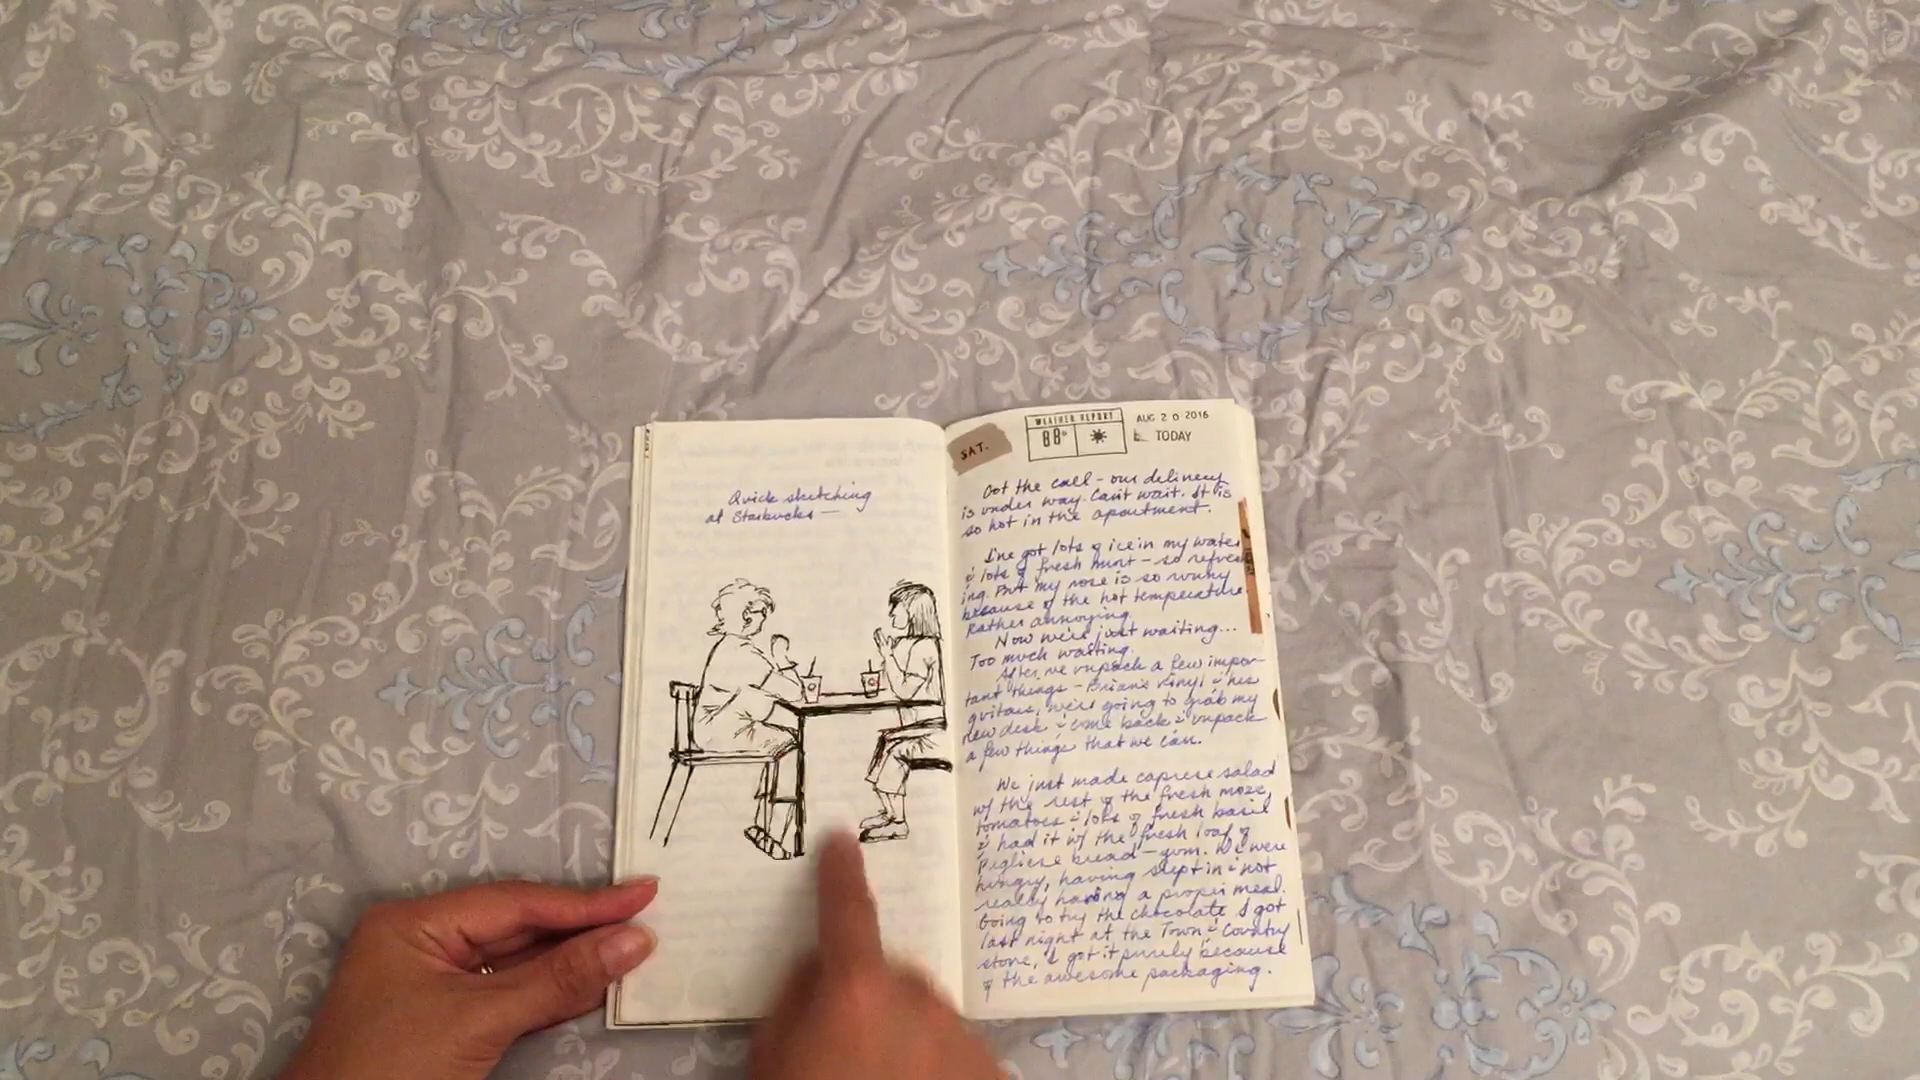 Quick sketching
at Starbucks —
SAT.
WEATHER REPORT
88°
AUG 20 2016
TODAY
Got the call - our delivery
is under way. Can't wait. It is
so hot in the apartment.
I've got lots of ice in my water
& lots of fresh mint - so refresh
ing. But my nose is so runny
because of the hot temperature.
Rather annoying.
Now we're just waiting...
Too much waiting.
After we unpack a few impor-
tant things - Brian's vinyl & his
guitars, we're going to grab my
new desk & come back & unpack
a few things that we can.
We just made caprese salad
w/ the rest of the fresh mozz,
tomatoes & lots of fresh basil
& had it w/ the fresh loaf of
Pugliese bread - yum. We were
hungry, having slept in & not
really having a proper meal.
Going to try the chocolate I got
last night at the Town & Country
store, I got it purely because
of the awesome packaging.